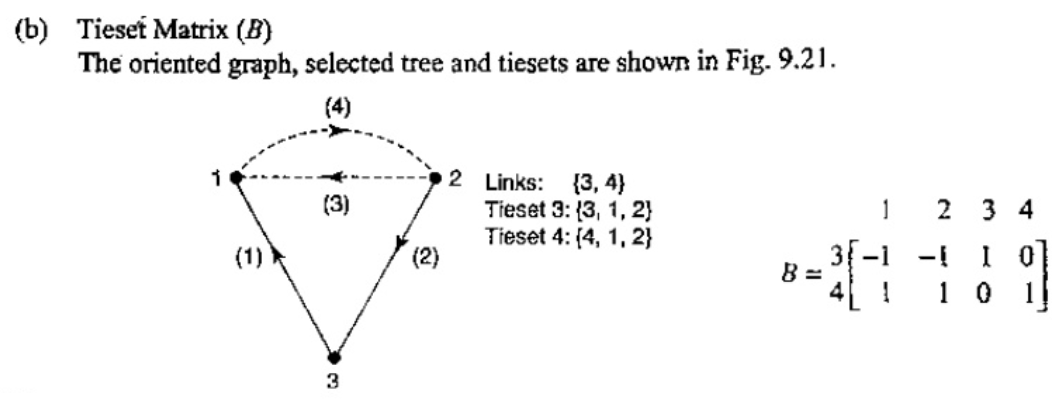 (b) Tieset Matrix (B)
The oriented graph, selected tree and tiesets are shown in Fig. 9.21.
(4)
1
2
(3)
(1)
(2)
3
Links: {3, 4}
Tieset 3: {3, 1, 2}
Tieset 4: {4, 1, 2}
1 2 3 4
B = 3 [ -1 -1 1 0 ]
4 [ 1 1 0 1 ]